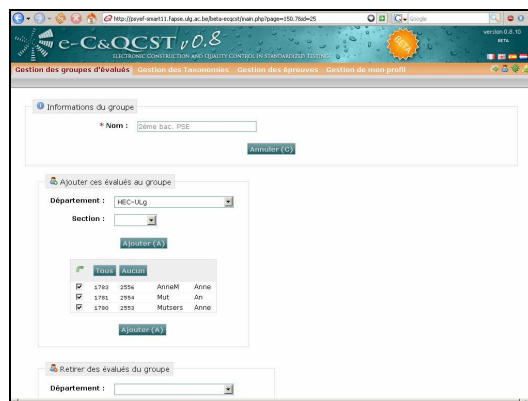 http://psyef-smart11.fapse.ulg.ac.be/beta-ecqcst/main.php?page=150.7&id=25
Google
e-C&QCST v0.8
ELECTRONIC CONSTRUCTION AND QUALITY CONTROL IN STANDARDIZED TESTING
BETA
version 0.8.10
BETA
Gestion des groupes d'évalués Gestion des Taxonomies Gestion des épreuves Gestion de mon profil
Informations du groupe
* Nom : 2ème bac. PSE
Annuler (C)
Ajouter ces évalués au groupe
Département : HEC-ULg
Section :
Ajouter (A)
Tous Aucun
1783 2556 AnneM Anne
1781 2554 Mut An
1780 2553 Mutsers Anne
Ajouter (A)
Retirer des évalués du groupe
Département :